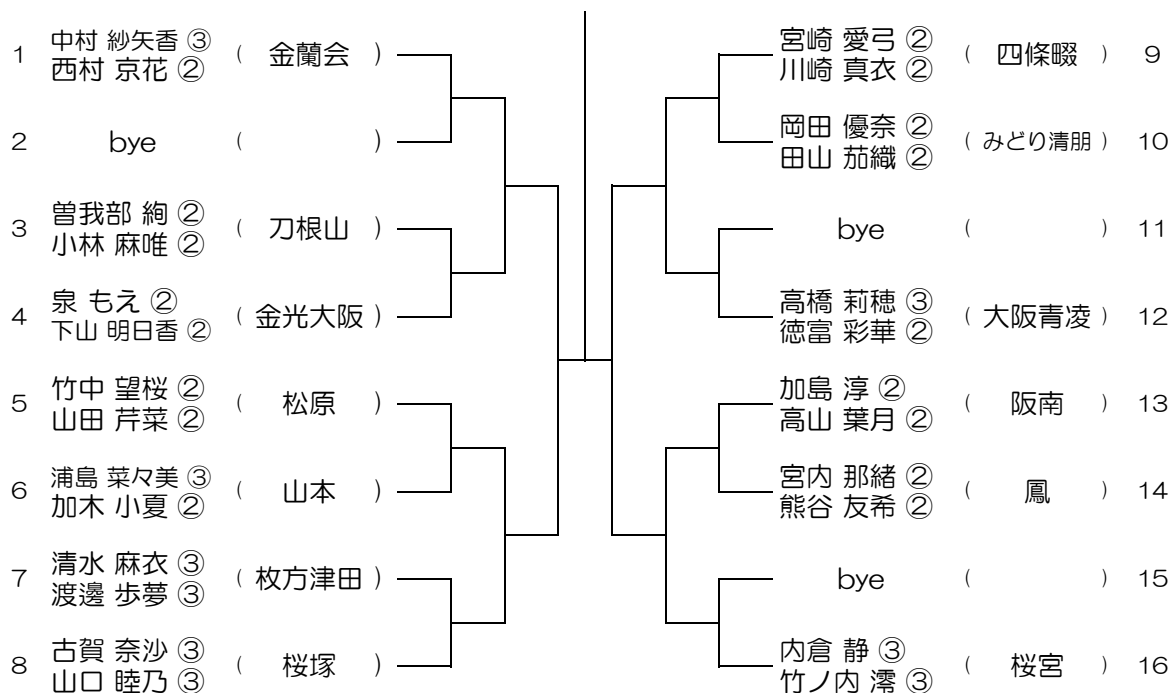 1 中村 紗矢香 ③ ( 金蘭会 )
西村 京花 ②
2 bye ( )
3 曽我部 絢 ② ( 刀根山 )
小林 麻唯 ②
4 泉 もえ ② ( 金光大阪 )
下山 明日香 ②
5 竹中 望桜 ② ( 松原 )
山田 芹菜 ②
6 浦島 菜々美 ③ ( 山本 )
加木 小夏 ②
7 清水 麻衣 ③ ( 枚方津田 )
渡邊 歩夢 ③
8 古賀 奈沙 ③ ( 桜塚 )
山口 睦乃 ③
宮崎 愛弓 ② ( 四條畷 ) 9
川崎 真衣 ②
岡田 優奈 ② ( みどり清朋 ) 10
田山 茄織 ②
bye ( ) 11
高橋 莉穂 ③ ( 大阪青凌 ) 12
徳富 彩華 ②
加島 淳 ② ( 阪南 ) 13
高山 葉月 ②
宮内 那緒 ② ( 鳳 ) 14
熊谷 友希 ②
bye ( ) 15
内倉 静 ③ ( 桜宮 ) 16
竹ノ内 澪 ③